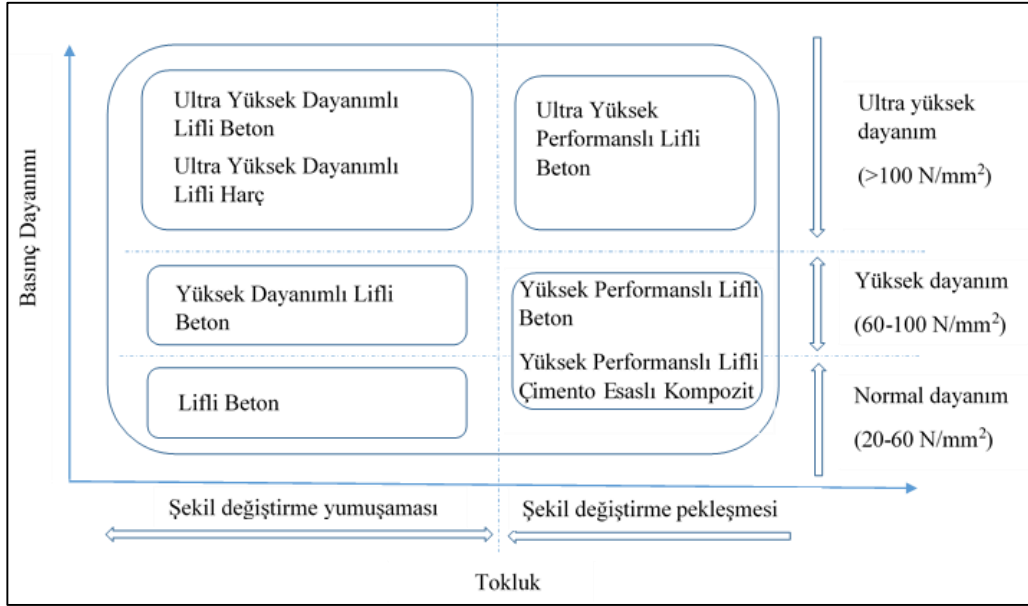 Basınç Dayanımı
Ultra Yüksek Dayanımlı
Lifli Beton
Ultra Yüksek Dayanımlı
Lifli Harç
Ultra Yüksek
Performanslı Lifli
Beton
Ultra yüksek
dayanım
(>100 N/mm²)
Yüksek Dayanımlı Lifli
Beton
Yüksek Performanslı Lifli
Beton
Yüksek Performanslı Lifli
Çimento Esaslı Kompozit
Yüksek dayanım
(60-100 N/mm²)
Lifli Beton
Normal dayanım
(20-60 N/mm²)
Şekil değiştirme yumuşaması
Şekil değiştirme pekleşmesi
Tokluk